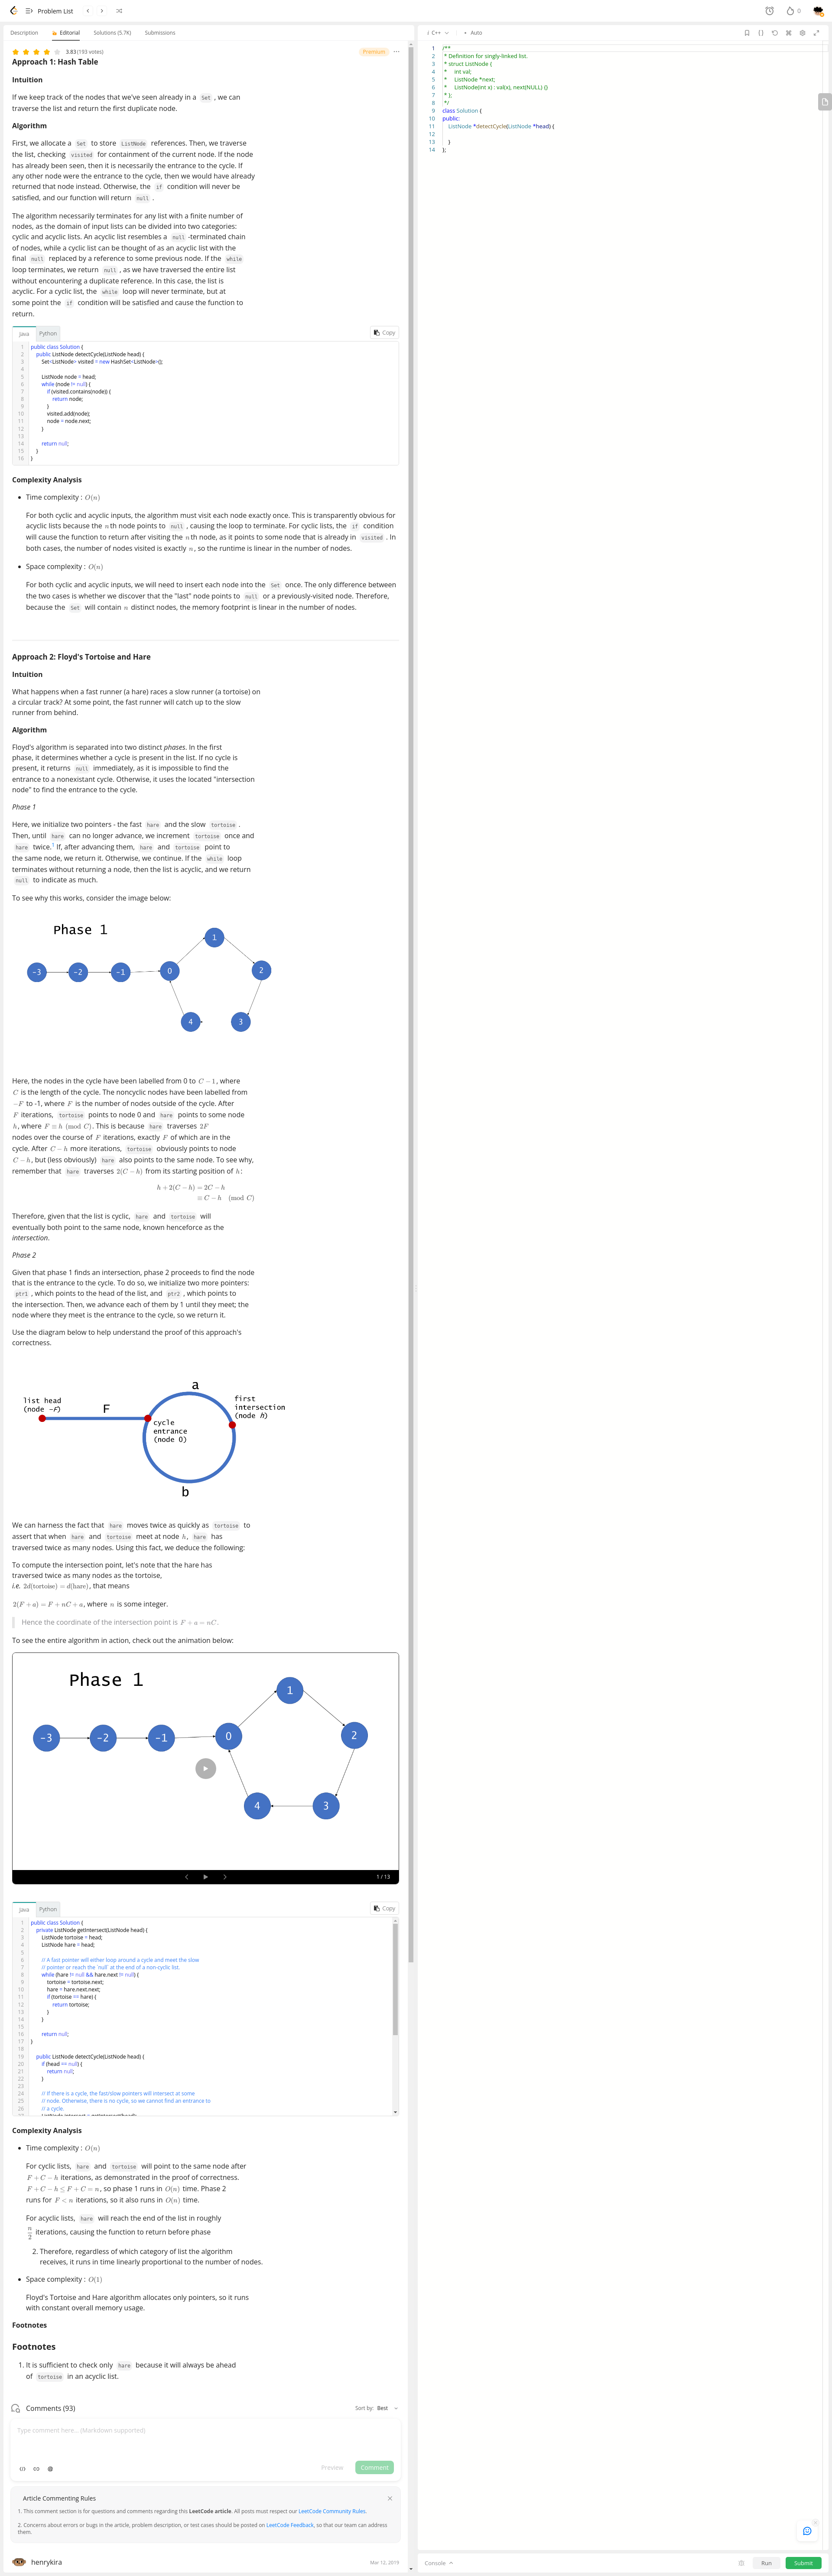 Problem List
0
Description
Editorial
Solutions (5.7K)
Submissions
3.83 (193 votes)
Premium
Approach 1: Hash Table
Intuition
If we keep track of the nodes that we've seen already in a Set , we can
traverse the list and return the first duplicate node.
Algorithm
First, we allocate a Set to store ListNode references. Then, we traverse
the list, checking visited for containment of the current node. If the node
has already been seen, then it is necessarily the entrance to the cycle. If
any other node were the entrance to the cycle, then we would have already
returned that node instead. Otherwise, the if condition will never be
satisfied, and our function will return null .
The algorithm necessarily terminates for any list with a finite number of
nodes, as the domain of input lists can be divided into two categories:
cyclic and acyclic lists. An acyclic list resembles a null -terminated chain
of nodes, while a cyclic list can be thought of as an acyclic list with the
final null replaced by a reference to some previous node. If the while
loop terminates, we return null , as we have traversed the entire list
without encountering a duplicate reference. In this case, the list is
acyclic. For a cyclic list, the while loop will never terminate, but at
some point the if condition will be satisfied and cause the function to
return.
Java Python
Copy
1 public class Solution {
2 public ListNode detectCycle(ListNode head) {
3 Set<ListNode> visited = new HashSet<ListNode>();
4
5 ListNode node = head;
6 while (node != null) {
7 if (visited.contains(node)) {
8 return node;
9 }
10 visited.add(node);
11 node = node.next;
12 }
13
14 return null;
15 }
16 }
Complexity Analysis
• Time complexity : O(n)
For both cyclic and acyclic inputs, the algorithm must visit each node exactly once. This is transparently obvious for
acyclic lists because the nth node points to null , causing the loop to terminate. For cyclic lists, the if condition
will cause the function to return after visiting the nth node, as it points to some node that is already in visited . In
both cases, the number of nodes visited is exactly n, so the runtime is linear in the number of nodes.
• Space complexity : O(n)
For both cyclic and acyclic inputs, we will need to insert each node into the Set once. The only difference between
the two cases is whether we discover that the "last" node points to null or a previously-visited node. Therefore,
because the Set will contain n distinct nodes, the memory footprint is linear in the number of nodes.
Approach 2: Floyd's Tortoise and Hare
Intuition
What happens when a fast runner (a hare) races a slow runner (a tortoise) on
a circular track? At some point, the fast runner will catch up to the slow
runner from behind.
Algorithm
Floyd's algorithm is separated into two distinct phases. In the first
phase, it determines whether a cycle is present in the list. If no cycle is
present, it returns null immediately, as it is impossible to find the
entrance to a nonexistant cycle. Otherwise, it uses the located "intersection
node" to find the entrance to the cycle.
Phase 1
Here, we initialize two pointers - the fast hare and the slow tortoise .
Then, until hare can no longer advance, we increment tortoise once and
hare twice.1 If, after advancing them, hare and tortoise point to
the same node, we return it. Otherwise, we continue. If the while loop
terminates without returning a node, then the list is acyclic, and we return
null to indicate as much.
To see why this works, consider the image below:
Phase 1
-3 -2 -1 0 1 2 3 4
Here, the nodes in the cycle have been labelled from 0 to C − 1, where
C is the length of the cycle. The noncyclic nodes have been labelled from
−F to -1, where F is the number of nodes outside of the cycle. After
F iterations, tortoise points to node 0 and hare points to some node
h, where F ≡ h (mod C). This is because hare traverses 2F
nodes over the course of F iterations, exactly F of which are in the
cycle. After C − h more iterations, tortoise obviously points to node
C − h, but (less obviously) hare also points to the same node. To see why,
remember that hare traverses 2(C − h) from its starting position of h:
h + 2(C − h) = 2C − h
≡ C − h (mod C)
Therefore, given that the list is cyclic, hare and tortoise will
eventually both point to the same node, known henceforce as the
intersection.
Phase 2
Given that phase 1 finds an intersection, phase 2 proceeds to find the node
that is the entrance to the cycle. To do so, we initialize two more pointers:
ptr1 , which points to the head of the list, and ptr2 , which points to
the intersection. Then, we advance each of them by 1 until they meet; the
node where they meet is the entrance to the cycle, so we return it.
Use the diagram below to help understand the proof of this approach's
correctness.
a
list head
(node -F)
F
cycle
entrance
(node 0)
first
intersection
(node h)
b
We can harness the fact that hare moves twice as quickly as tortoise to
assert that when hare and tortoise meet at node h, hare has
traversed twice as many nodes. Using this fact, we deduce the following:
To compute the intersection point, let's note that the hare has
traversed twice as many nodes as the tortoise,
i.e. 2d(tortoise) = d(hare), that means
2(F + a) = F + nC + a, where n is some integer.
Hence the coordinate of the intersection point is F + a = nC.
To see the entire algorithm in action, check out the animation below:
Phase 1
-3 -2 -1 0 1 2 3 4
1 / 13
Java Python
Copy
1 public class Solution {
2 private ListNode getIntersect(ListNode head) {
3 ListNode tortoise = head;
4 ListNode hare = head;
5
6 // A fast pointer will either loop around a cycle and meet the slow
7 // pointer or reach the `null` at the end of a non-cyclic list.
8 while (hare != null && hare.next != null) {
9 tortoise = tortoise.next;
10 hare = hare.next.next;
11 if (tortoise == hare) {
12 return tortoise;
13 }
14 }
15
16 return null;
17 }
18
19 public ListNode detectCycle(ListNode head) {
20 if (head == null) {
21 return null;
22 }
23
24 // If there is a cycle, the fast/slow pointers will intersect at some
25 // node. Otherwise, there is no cycle, so we cannot find an entrance to
26 // a cycle.
Complexity Analysis
• Time complexity : O(n)
For cyclic lists, hare and tortoise will point to the same node after
F + C − h iterations, as demonstrated in the proof of correctness.
F + C − h ≤ F + C = n, so phase 1 runs in O(n) time. Phase 2
runs for F < n iterations, so it also runs in O(n) time.
For acyclic lists, hare will reach the end of the list in roughly
n/2 iterations, causing the function to return before phase
2. Therefore, regardless of which category of list the algorithm
receives, it runs in time linearly proportional to the number of nodes.
• Space complexity : O(1)
Floyd's Tortoise and Hare algorithm allocates only pointers, so it runs
with constant overall memory usage.
Footnotes
Footnotes
1. It is sufficient to check only hare because it will always be ahead
of tortoise in an acyclic list.
Comments (93)
Sort by: Best
Type comment here... (Markdown supported)
Preview
Comment
Article Commenting Rules
1. This comment section is for questions and comments regarding this LeetCode article. All posts must respect our LeetCode Community Rules.
2. Concerns about errors or bugs in the article, problem description, or test cases should be posted on LeetCode Feedback, so that our team can address
them.
henrykira
Mar 12, 2019
i C++
Auto
1 /**
2 * Definition for singly-linked list.
3 * struct ListNode {
4 * int val;
5 * ListNode *next;
6 * ListNode(int x) : val(x), next(NULL) {}
7 * };
8 */
9 class Solution {
10 public:
11 ListNode *detectCycle(ListNode *head) {
12
13 }
14 };
Console
Run
Submit